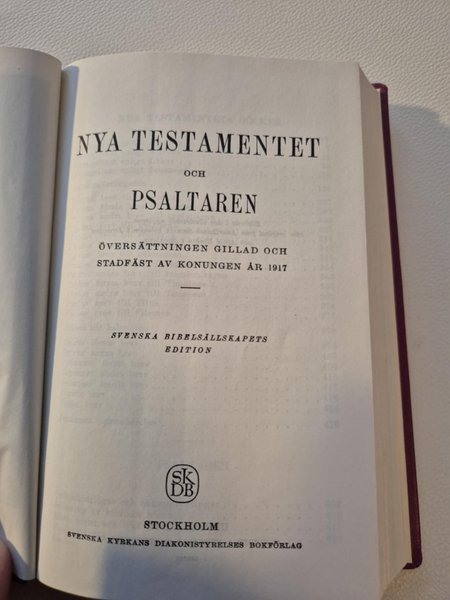 NYA TESTAMENTET
OCH
PSALTAREN
ÖVERSÄTTNINGEN GILLAD OCH
STADFÄST AV KONUNGEN ÅR 1917
SVENSKA BIBELSÄLLSKAPETS
EDITION
SK
DB
STOCKHOLM
SVENSKA KYRKANS DIAKONISTYRELSES BOKFÖRLAG